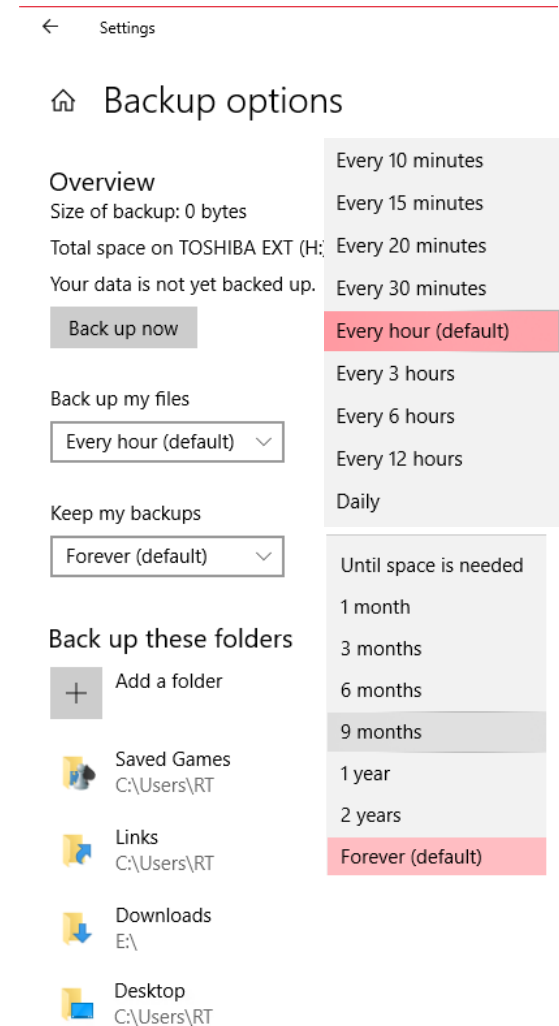 Settings
Backup options
Overview
Size of backup: 0 bytes
Total space on TOSHIBA EXT (H:
Your data is not yet backed up.
Back up now
Back up my files
Every hour (default)
Keep my backups
Forever (default)
Back up these folders
Add a folder
Saved Games
C:\Users\RT
Links
C:\Users\RT
Downloads
E:\
Desktop
C:\Users\RT
Every 10 minutes
Every 15 minutes
Every 20 minutes
Every 30 minutes
Every hour (default)
Every 3 hours
Every 6 hours
Every 12 hours
Daily
Until space is needed
1 month
3 months
6 months
9 months
1 year
2 years
Forever (default)